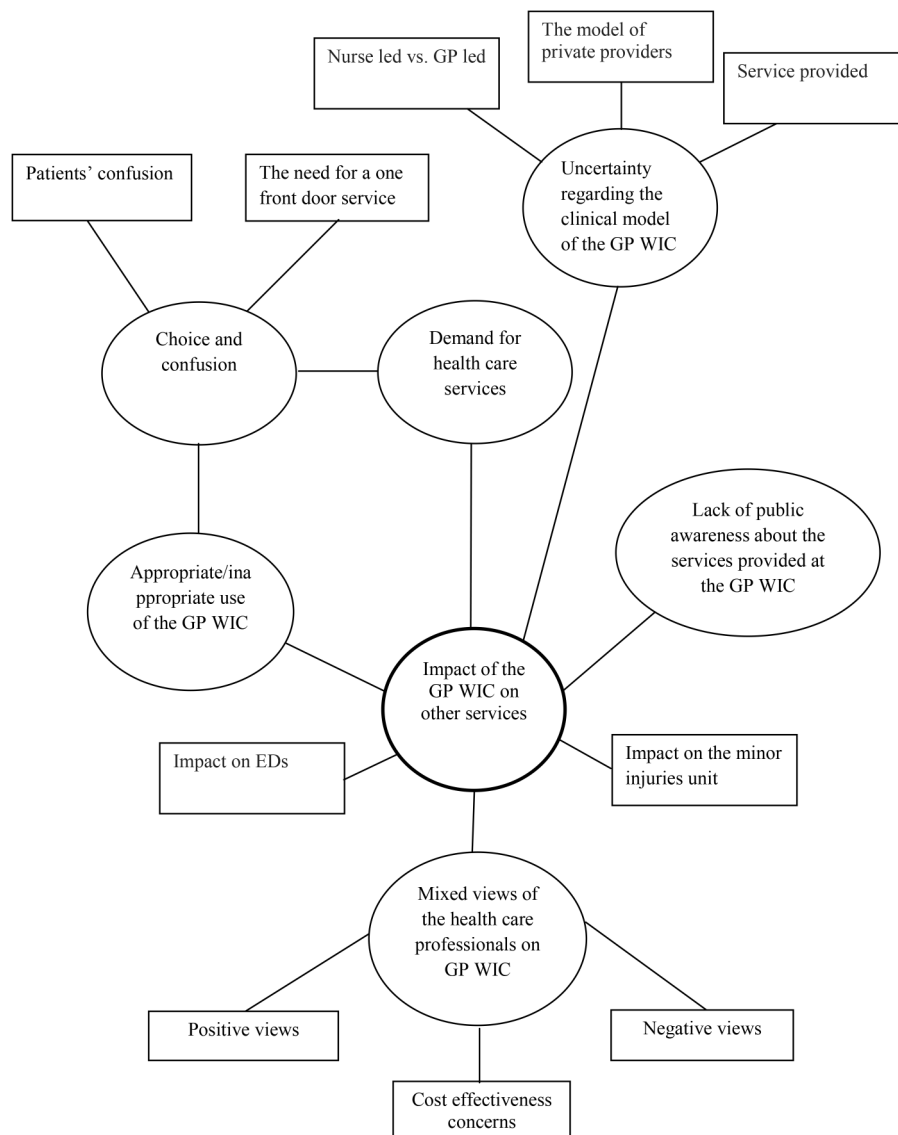 The model of
private providers
Nurse led vs. GP led
Service provided
Patients’ confusion
The need for a one
front door service
Uncertainty
regarding the
clinical model
of the GP WIC
Choice and
confusion
Demand for
health care
services
Lack of public
awareness about the
services provided at
the GP WIC
Appropriate/ina
ppropriate use
of the GP WIC
Impact of the
GP WIC on
other services
Impact on EDs
Impact on the minor
injuries unit
Mixed views of
the health care
professionals on
GP WIC
Positive views
Negative views
Cost effectiveness
concerns